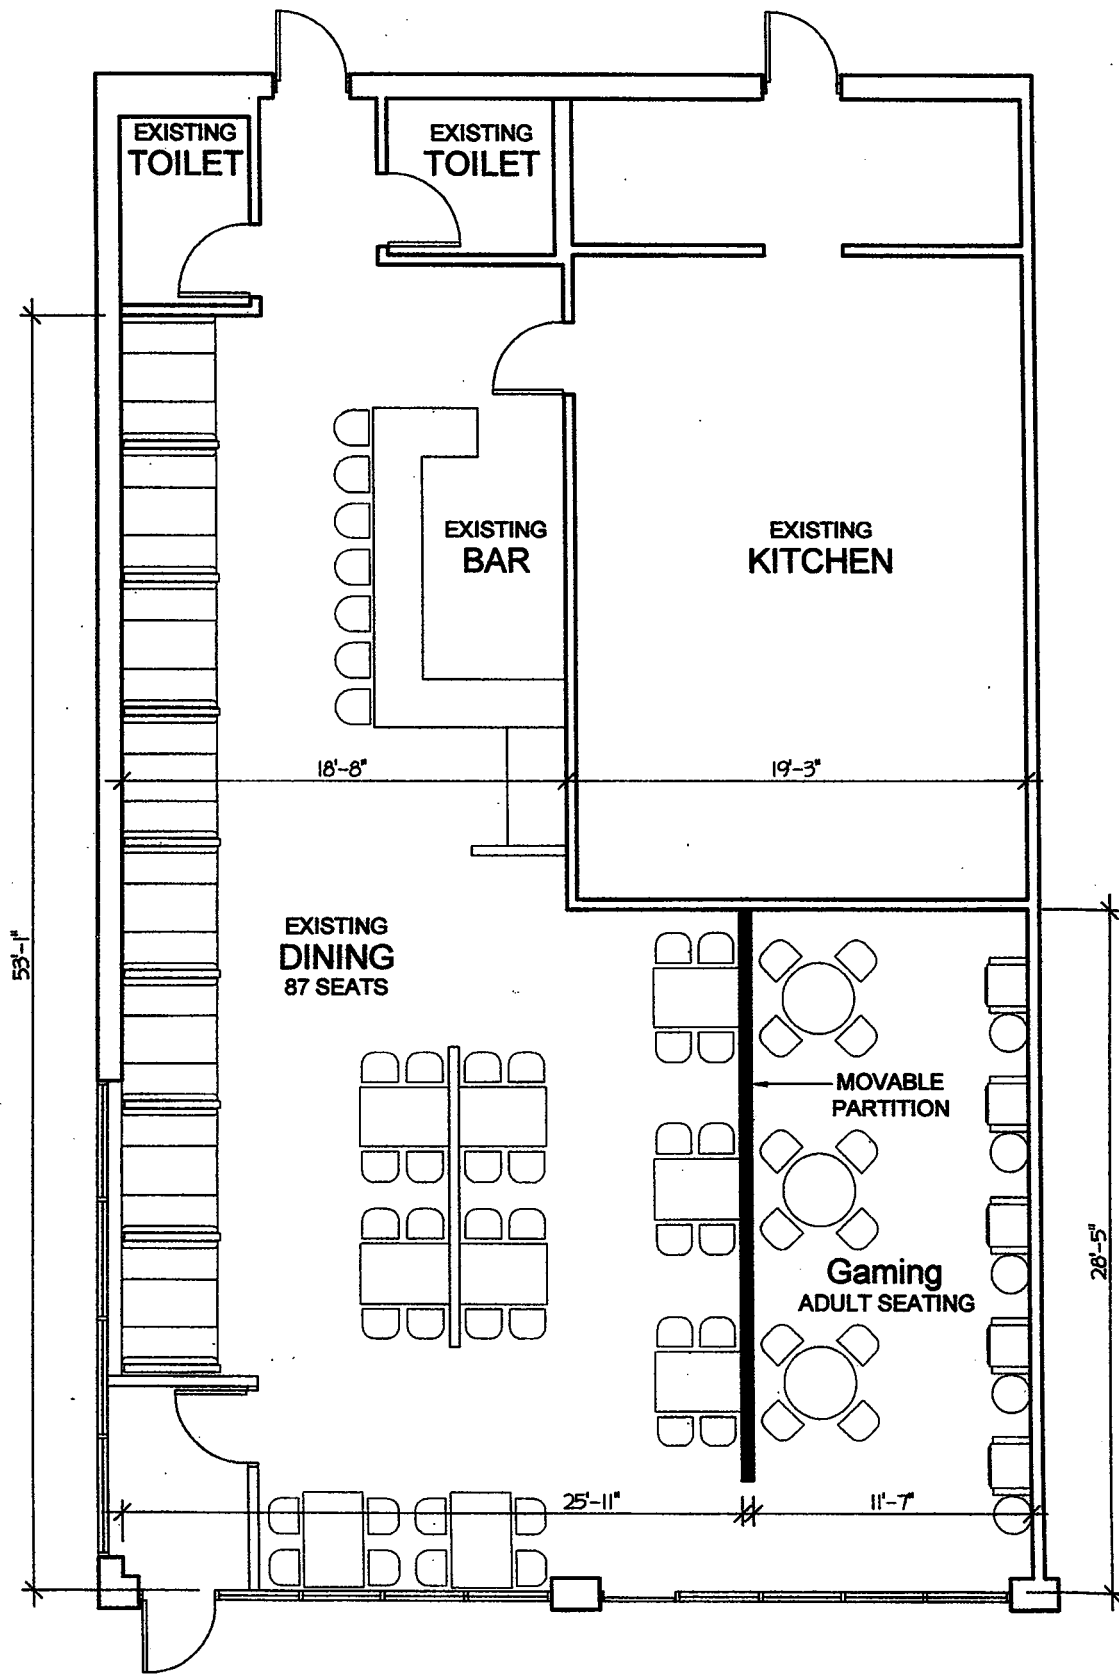 EXISTING
TOILET
EXISTING
TOILET
EXISTING
BAR
EXISTING
KITCHEN
18'-8"
19'-3"
53'-1"
EXISTING
DINING
87 SEATS
MOVABLE
PARTITION
28'-5"
Gaming
ADULT SEATING
25'-11"
11'-7"